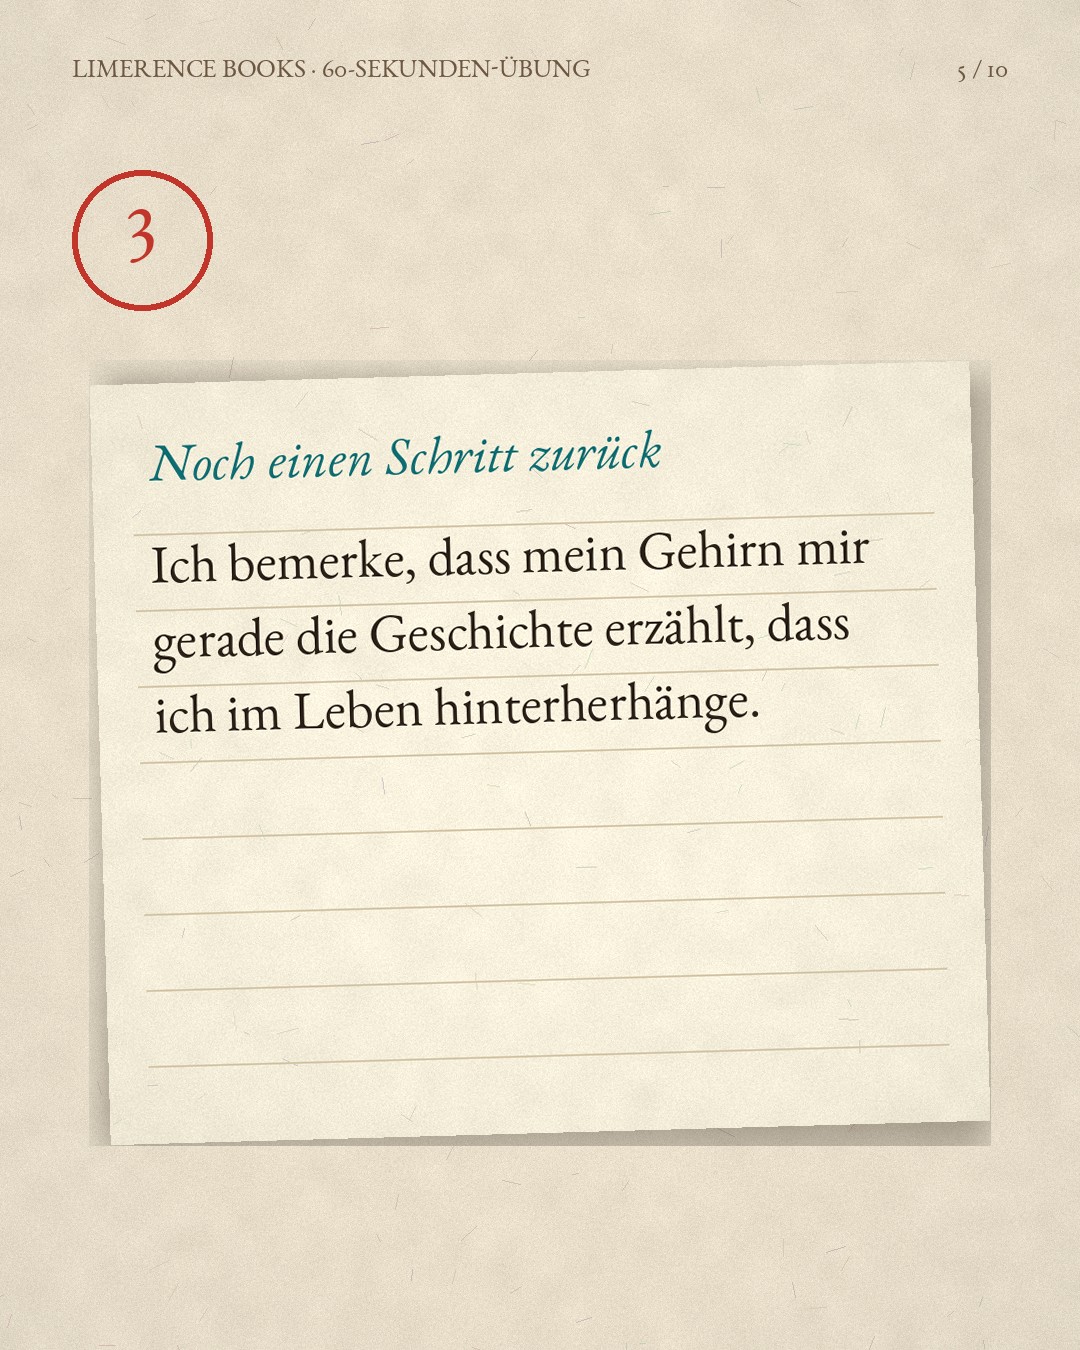 LIMERENCE BOOKS · 60-SEKUNDEN-ÜBUNG
5 / 10
3
Noch einen Schritt zurück
Ich bemerke, dass mein Gehirn mir
gerade die Geschichte erzählt, dass
ich im Leben hinterherhänge.